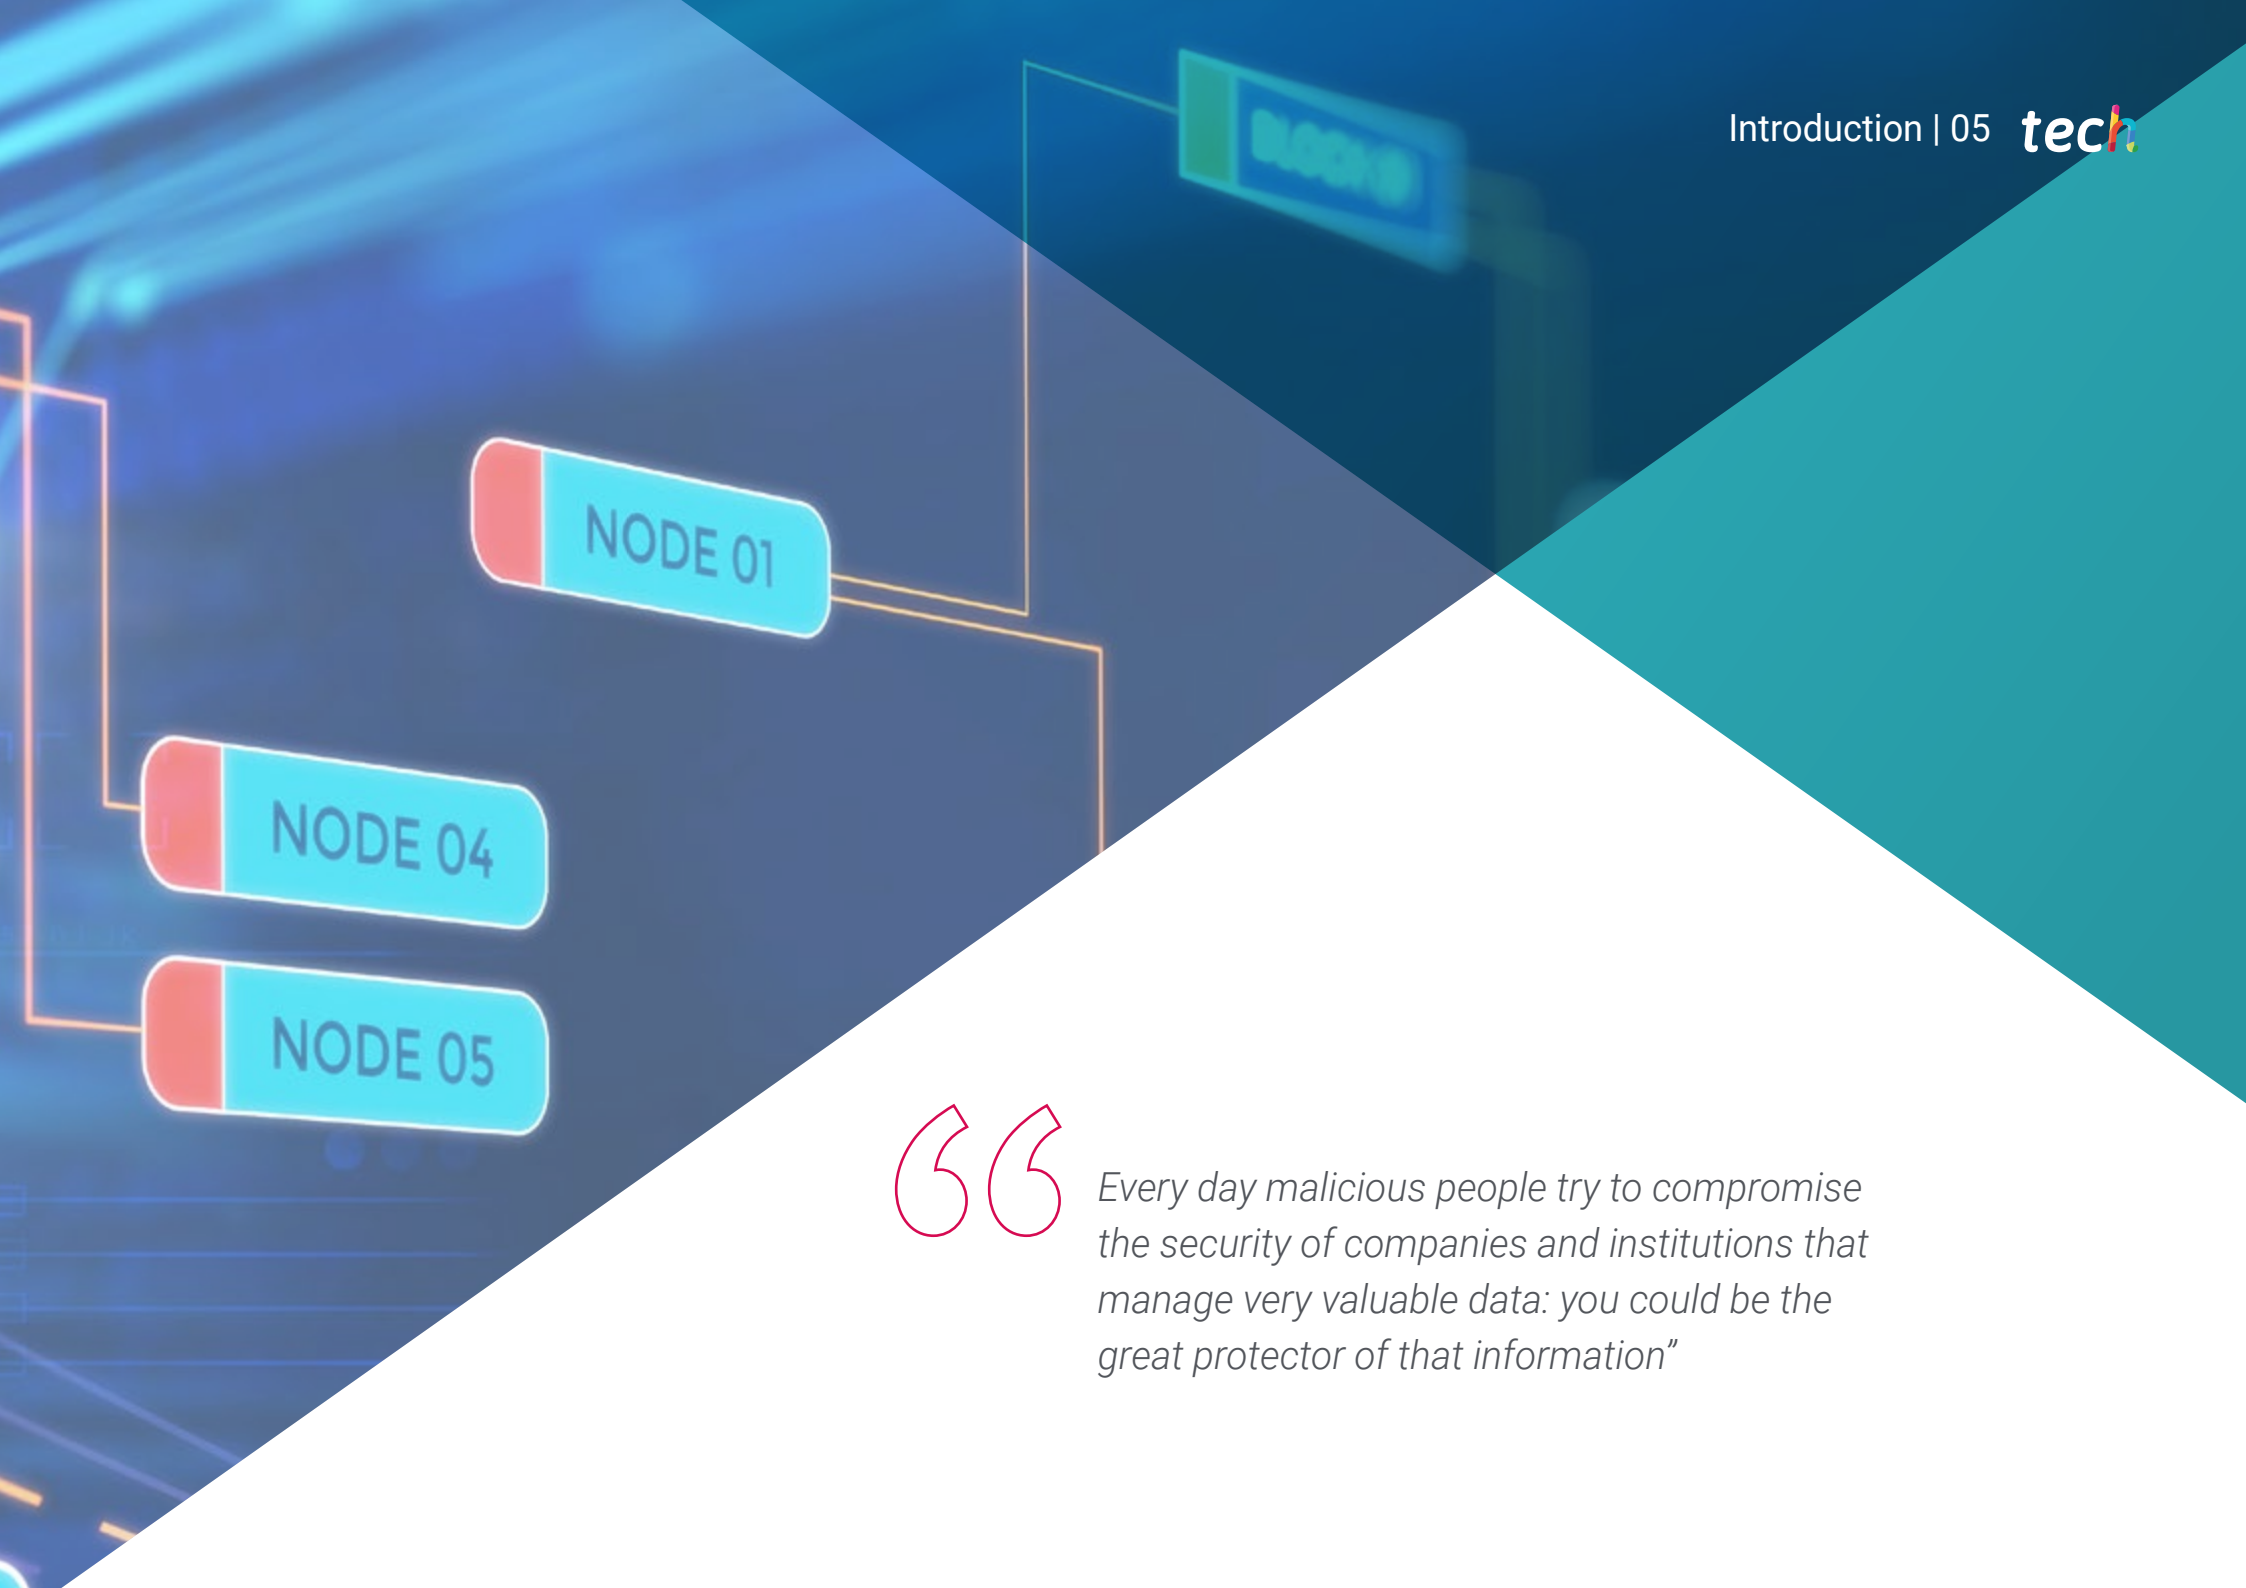 Introduction | 05 tech
NODE 01
NODE 04
NODE 05
Every day malicious people try to compromise
the security of companies and institutions that
manage very valuable data: you could be the
great protector of that information”